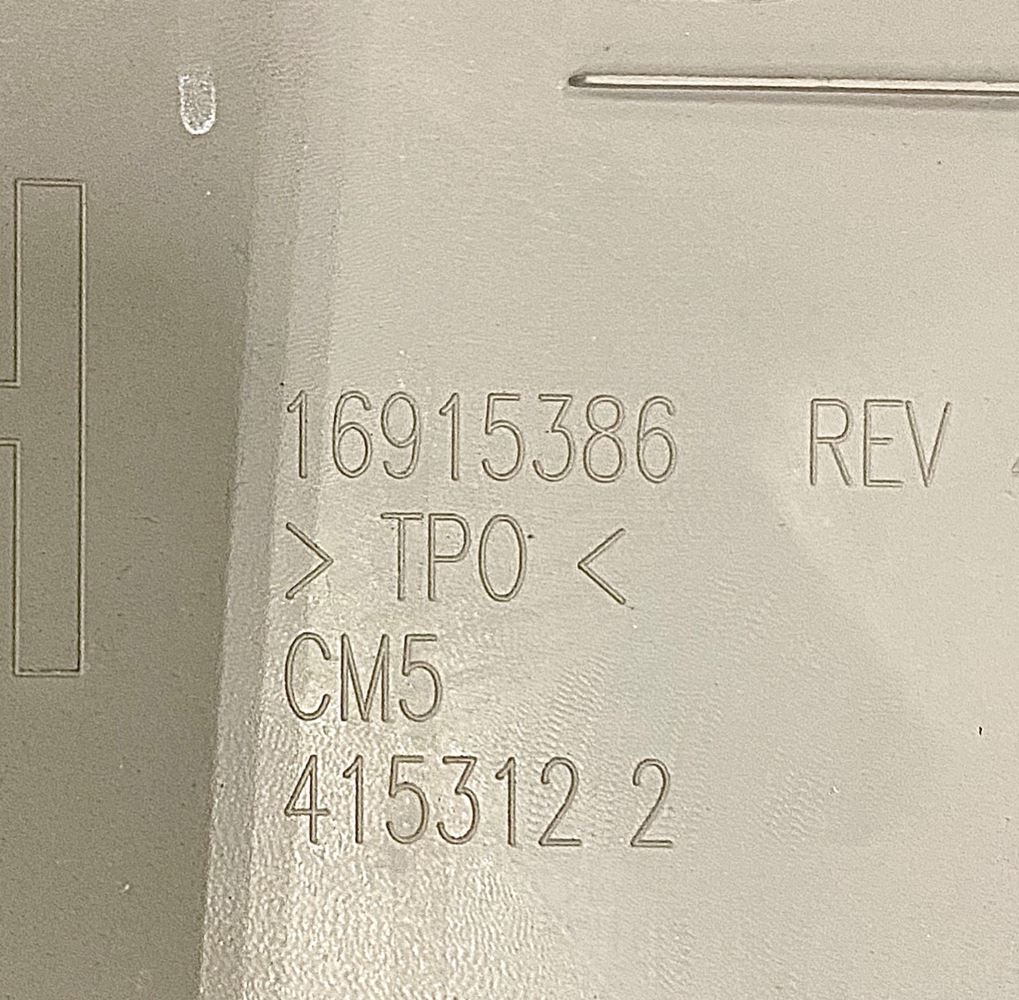 16915386 REV
> TPO <
CM5
415312 2